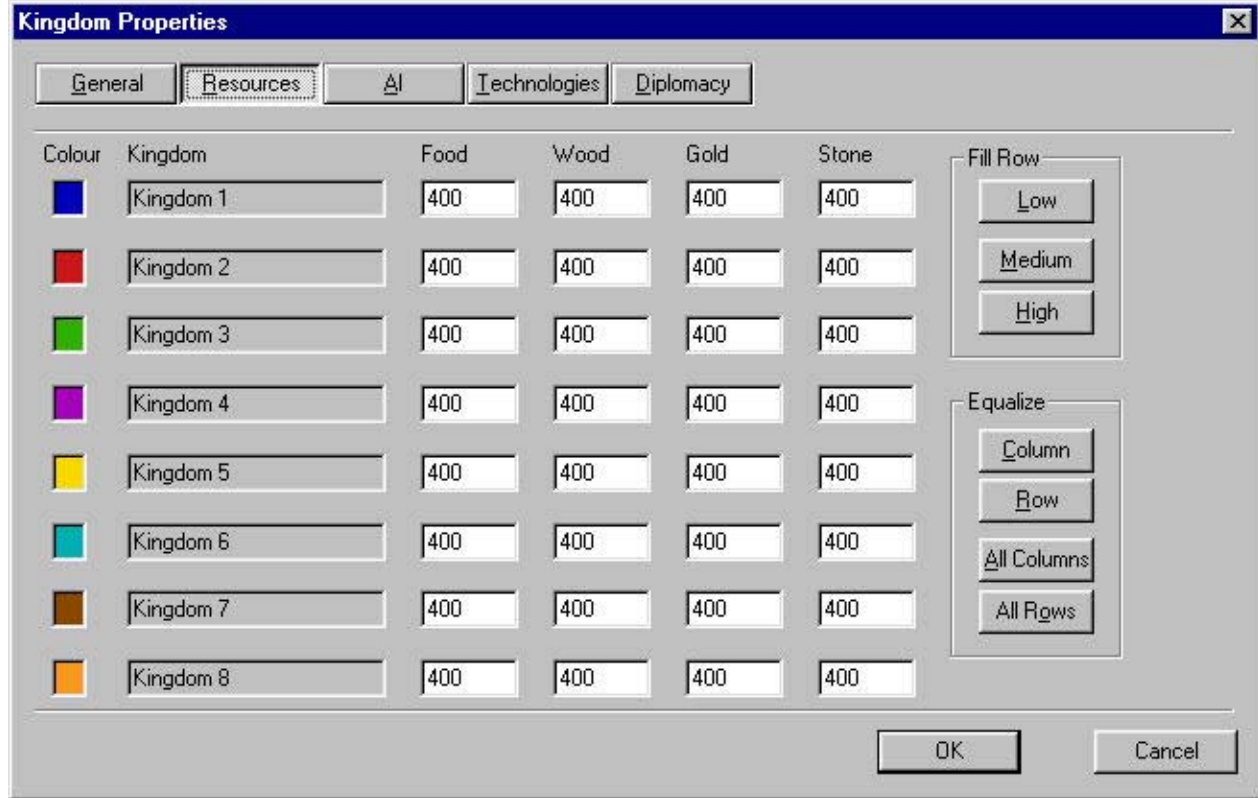 Kingdom Properties
General Resources AI Technologies Diplomacy
Colour Kingdom Food Wood Gold Stone Fill Row
Kingdom 1 400 400 400 400 Low
Kingdom 2 400 400 400 400 Medium
High
Kingdom 3 400 400 400 400
Kingdom 4 400 400 400 400 Equalize
Column
Kingdom 5 400 400 400 400
Row
Kingdom 6 400 400 400 400 All Columns
Kingdom 7 400 400 400 400 All Rows
Kingdom 8 400 400 400 400
OK Cancel